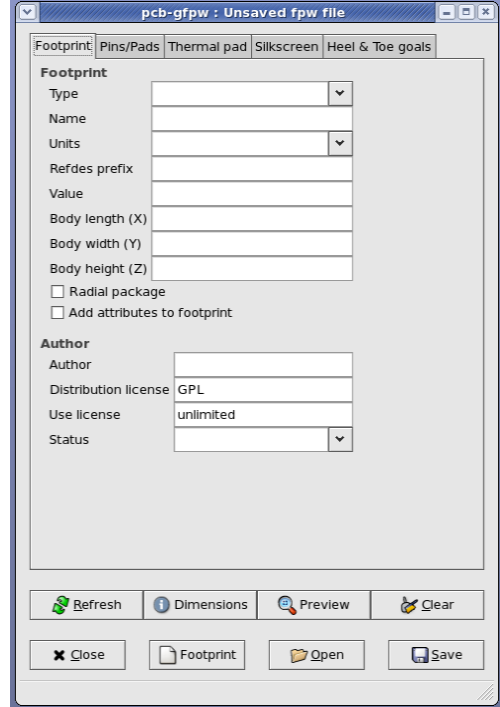 pcb-gfpw : Unsaved fpw file
Footprint Pins/Pads Thermal pad Silkscreen Heel & Toe goals
Footprint
Type
Name
Units
Refdes prefix
Value
Body length (X)
Body width (Y)
Body height (Z)
Radial package
Add attributes to footprint
Author
Author
Distribution license GPL
Use license unlimited
Status
Refresh Dimensions Preview Clear
Close Footprint Open Save